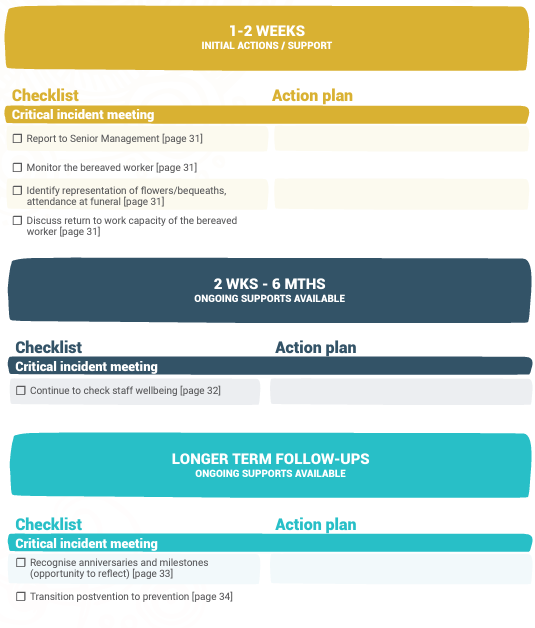 1-2 WEEKS
INITIAL ACTIONS / SUPPORT
Checklist
Action plan
Critical incident meeting
☐ Report to Senior Management [page 31]
☐ Monitor the bereaved worker [page 31]
☐ Identify representation of flowers/bequeaths,
attendance at funeral [page 31]
☐ Discuss return to work capacity of the bereaved
worker [page 31]
2 WKS - 6 MTHS
ONGOING SUPPORTS AVAILABLE
Checklist
Action plan
Critical incident meeting
☐ Continue to check staff wellbeing [page 32]
LONGER TERM FOLLOW-UPS
ONGOING SUPPORTS AVAILABLE
Checklist
Action plan
Critical incident meeting
☐ Recognise anniversaries and milestones
(opportunity to reflect) [page 33]
☐ Transition postvention to prevention [page 34]